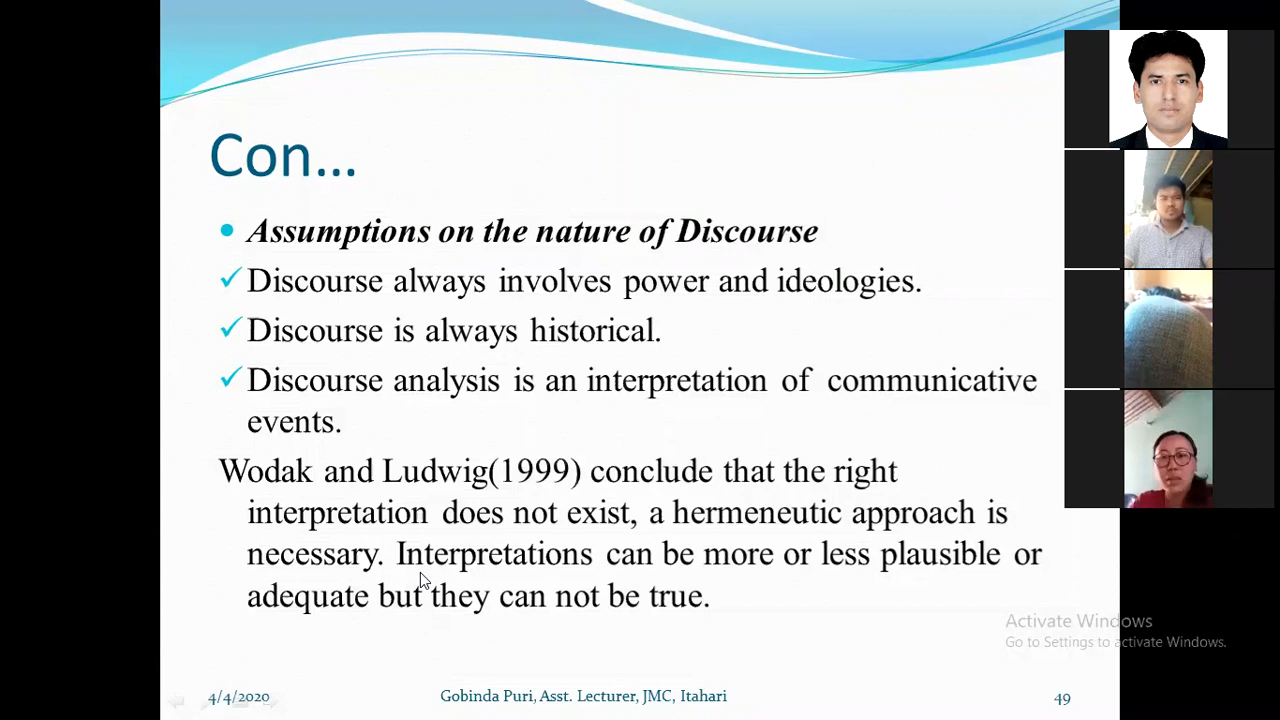 Con...
Assumptions on the nature of Discourse
Discourse always involves power and ideologies.
Discourse is always historical.
Discourse analysis is an interpretation of communicative
events.
Wodak and Ludwig(1999) conclude that the right
interpretation does not exist, a hermeneutic approach is
necessary. Interpretations can be more or less plausible or
adequate but they can not be true.
Activate Windows
Go to Settings to activate Windows.
4/4/2020
Gobinda Puri, Asst. Lecturer, JMC, Itahari
49